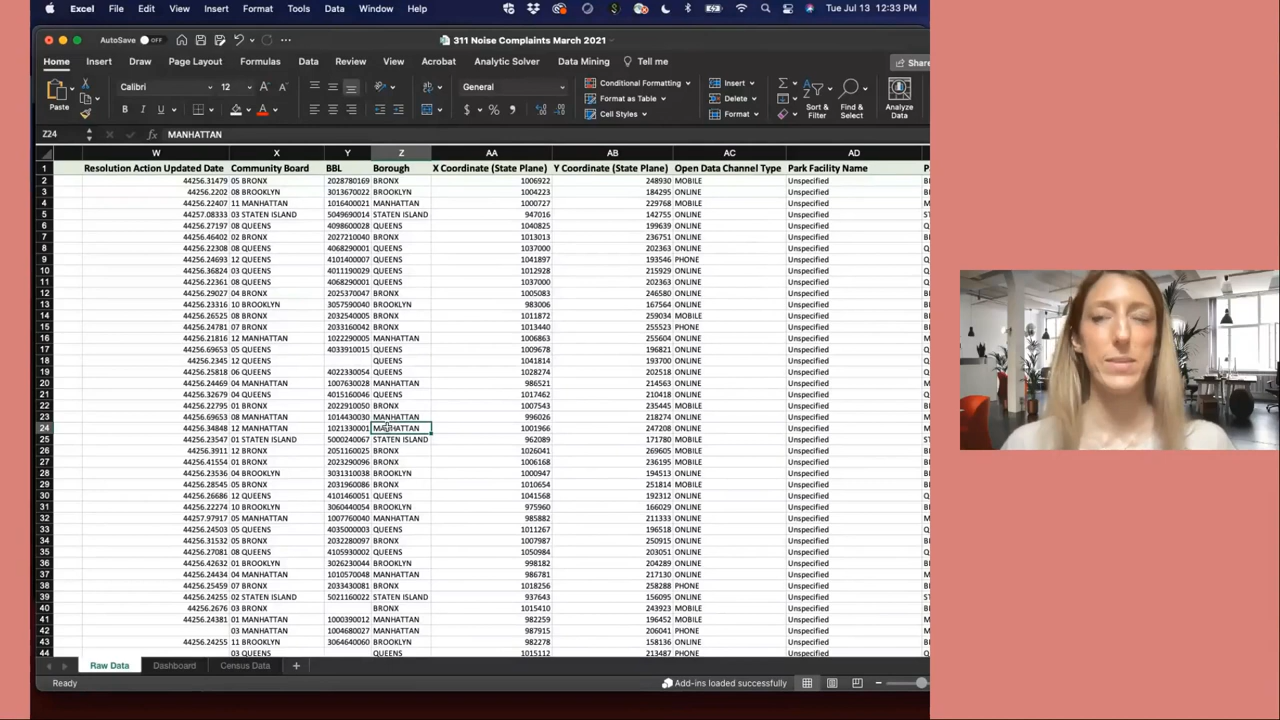 Excel File Edit View Insert Format Tools Data Window Help Tue Jul 13 12:33 PM
AutoSave OFF 311 Noise Complaints March 2021
Home Insert Draw Page Layout Formulas Data Review View Acrobat Analytic Solver Data Mining Tell me Share
Paste Calibri 12 General Conditional Formatting Format as Table Cell Styles Insert Delete Format Sort & Filter Find & Select Analyze Data
Z24 fx MANHATTAN
W X Y Z AA AB AC AD
1 Resolution Action Updated Date Community Board BBL Borough X Coordinate (State Plane) Y Coordinate (State Plane) Open Data Channel Type Park Facility Name
2 44256.31479 05 BRONX 2028780169 BRONX 1006922 248930 MOBILE Unspecified
3 44256.2202 08 BROOKLYN 3013670022 BROOKLYN 1004223 184295 ONLINE Unspecified
4 44256.22407 11 MANHATTAN 1016400021 MANHATTAN 1000727 229768 MOBILE Unspecified
5 44257.08333 03 STATEN ISLAND 5049690014 STATEN ISLAND 947016 142755 ONLINE Unspecified
6 44256.27197 08 QUEENS 4098600028 QUEENS 1040825 199639 ONLINE Unspecified
7 44256.46402 02 BRONX 2027210040 BRONX 1013013 236751 ONLINE Unspecified
8 44256.22308 08 QUEENS 4068290001 QUEENS 1037000 202363 ONLINE Unspecified
9 44256.24693 12 QUEENS 4101400007 QUEENS 1041897 193546 PHONE Unspecified
10 44256.36824 03 QUEENS 4011190029 QUEENS 1012928 215929 ONLINE Unspecified
11 44256.22361 08 QUEENS 4068290001 QUEENS 1037000 202363 ONLINE Unspecified
12 44256.29027 04 BRONX 2025370047 BRONX 1005083 246580 ONLINE Unspecified
13 44256.23316 10 BROOKLYN 3057590040 BROOKLYN 983006 167564 ONLINE Unspecified
14 44256.26525 08 BRONX 2032540005 BRONX 1011872 259084 MOBILE Unspecified
15 44256.24781 07 BRONX 2033160042 BRONX 1013440 255523 PHONE Unspecified
16 44256.21816 12 MANHATTAN 1022290005 MANHATTAN 1006863 255604 MOBILE Unspecified
17 44256.69653 05 QUEENS 4033910015 QUEENS 1009678 196821 ONLINE Unspecified
18 44256.2345 12 QUEENS QUEENS 1041814 193700 ONLINE Unspecified
19 44256.25818 06 QUEENS 4022330054 QUEENS 1028274 202518 ONLINE Unspecified
20 44256.24469 04 MANHATTAN 1007630028 MANHATTAN 986521 214563 ONLINE Unspecified
21 44256.32679 04 QUEENS 4015160046 QUEENS 1017462 210418 ONLINE Unspecified
22 44256.22795 01 BRONX 2022910050 BRONX 1007543 235445 MOBILE Unspecified
23 44256.69653 08 MANHATTAN 1014430030 MANHATTAN 996026 218274 ONLINE Unspecified
24 44256.34848 12 MANHATTAN 1021330001 MANHATTAN 1001966 247208 ONLINE Unspecified
25 44256.23547 01 STATEN ISLAND 5000240067 STATEN ISLAND 962089 171780 MOBILE Unspecified
26 44256.3911 12 BRONX 2051160025 BRONX 1026041 269605 MOBILE Unspecified
27 44256.41554 01 BRONX 2023290096 BRONX 1006168 236195 MOBILE Unspecified
28 44256.23536 04 BROOKLYN 3031310038 BROOKLYN 1000947 194513 ONLINE Unspecified
29 44256.28545 05 BRONX 2031960086 BRONX 1010654 251814 MOBILE Unspecified
30 44256.26686 12 QUEENS 4101460051 QUEENS 1041568 192312 ONLINE Unspecified
31 44256.22274 10 BROOKLYN 3060440054 BROOKLYN 975960 166029 ONLINE Unspecified
32 44257.97917 05 MANHATTAN 1007760040 MANHATTAN 985882 211333 ONLINE Unspecified
33 44256.24503 05 QUEENS 4035000003 QUEENS 1011267 196518 ONLINE Unspecified
34 44256.31532 05 BRONX 2032280097 BRONX 1007987 250915 ONLINE Unspecified
35 44256.27081 08 QUEENS 4105930022 QUEENS 1050984 203051 ONLINE Unspecified
36 44256.42632 01 BROOKLYN 3026230044 BROOKLYN 998182 204289 ONLINE Unspecified
37 44256.24434 04 MANHATTAN 1010570048 MANHATTAN 986781 217130 ONLINE Unspecified
38 44256.25459 07 BRONX 2033430081 BRONX 1018256 258288 PHONE Unspecified
39 44256.24255 02 STATEN ISLAND 5021160022 STATEN ISLAND 937643 156095 ONLINE Unspecified
40 44256.2676 03 BRONX BRONX 1015410 243923 MOBILE Unspecified
41 44256.24381 01 MANHATTAN 1000390012 MANHATTAN 982259 196452 MOBILE Unspecified
42 03 MANHATTAN 1004680027 MANHATTAN 987915 206041 PHONE Unspecified
43 44256.24255 11 BROOKLYN 3064640060 BROOKLYN 982278 158136 ONLINE Unspecified
44 03 QUEENS QUEENS 1015112 213487 PHONE Unspecified
Raw Data Dashboard Census Data
Ready Add-ins loaded successfully